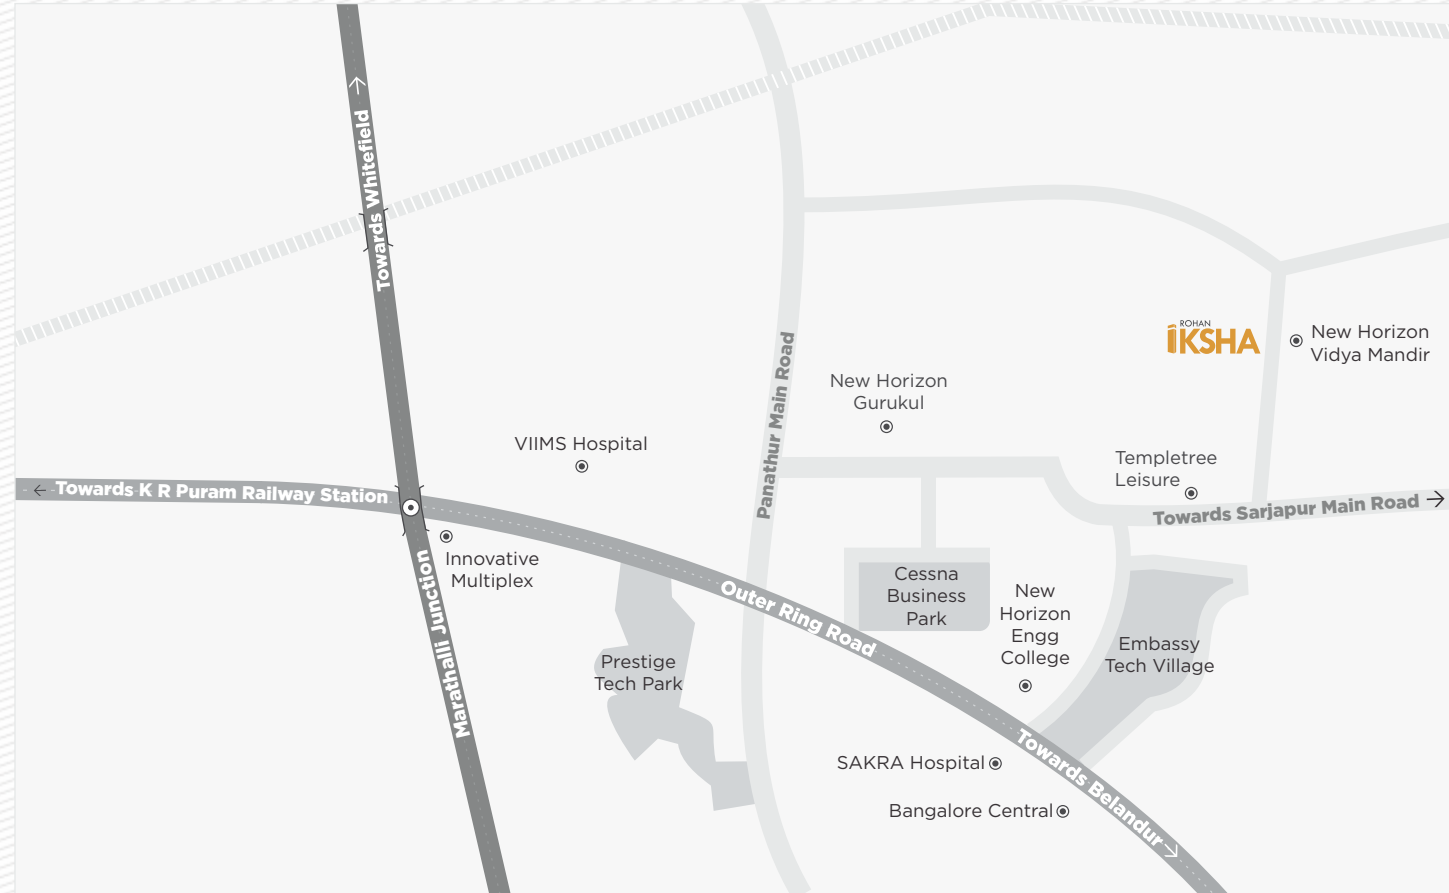 Towards Whitefield
ROHAN
IKSHA
New Horizon
Vidya Mandir
Panathur Main Road
New Horizon
Gurukul
VIIMS Hospital
Templetree
Leisure
Towards K R Puram Railway Station
Towards Sarjapur Main Road
Innovative
Multiplex
Marathalli Junction
Outer Ring Road
Cessna
Business
Park
New
Horizon
Engg
College
Embassy
Tech Village
Prestige
Tech Park
Towards Belandur
SAKRA Hospital
Bangalore Central